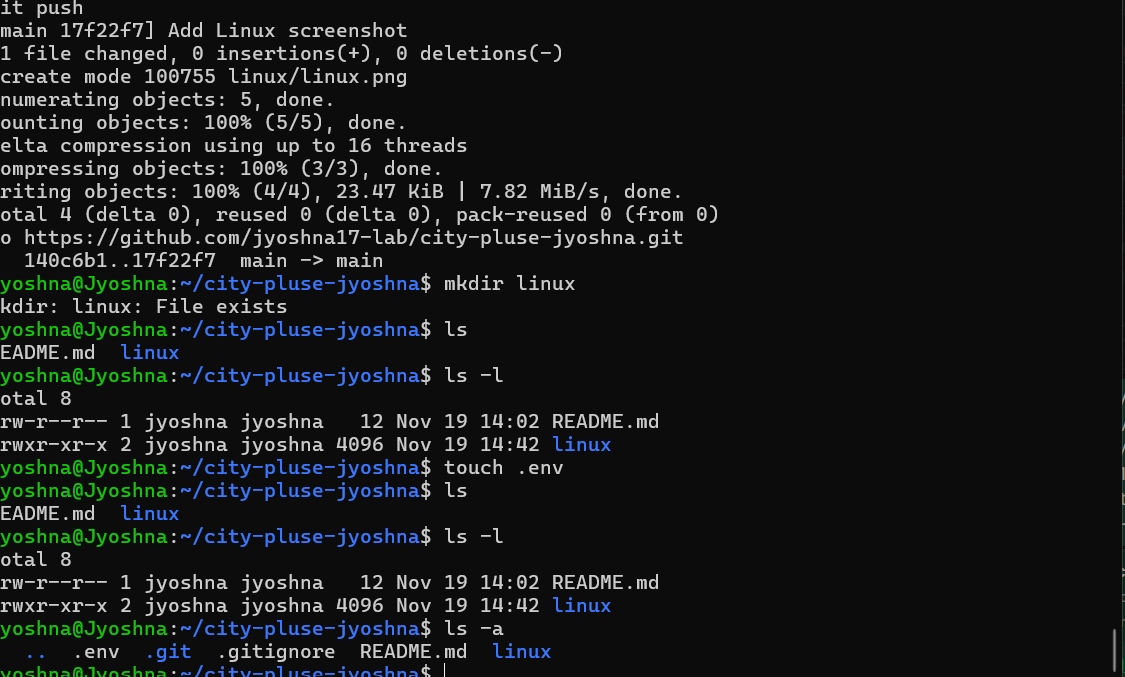 it push
main 17f22f7] Add Linux screenshot
1 file changed, 0 insertions(+), 0 deletions(-)
create mode 100755 linux/linux.png
numerating objects: 5, done.
ounting objects: 100% (5/5), done.
elta compression using up to 16 threads
ompressing objects: 100% (3/3), done.
riting objects: 100% (4/4), 23.47 KiB | 7.82 MiB/s, done.
otal 4 (delta 0), reused 0 (delta 0), pack-reused 0 (from 0)
o https://github.com/jyoshna17-lab/city-pluse-jyoshna.git
  140c6b1..17f22f7  main -> main
yoshna@Jyoshna:~/city-pluse-jyoshna$ mkdir linux
kdir: linux: File exists
yoshna@Jyoshna:~/city-pluse-jyoshna$ ls
EADME.md  linux
yoshna@Jyoshna:~/city-pluse-jyoshna$ ls -l
otal 8
rw-r--r-- 1 jyoshna jyoshna   12 Nov 19 14:02 README.md
rwxr-xr-x 2 jyoshna jyoshna 4096 Nov 19 14:42 linux
yoshna@Jyoshna:~/city-pluse-jyoshna$ touch .env
yoshna@Jyoshna:~/city-pluse-jyoshna$ ls
EADME.md  linux
yoshna@Jyoshna:~/city-pluse-jyoshna$ ls -l
otal 8
rw-r--r-- 1 jyoshna jyoshna   12 Nov 19 14:02 README.md
rwxr-xr-x 2 jyoshna jyoshna 4096 Nov 19 14:42 linux
yoshna@Jyoshna:~/city-pluse-jyoshna$ ls -a
  ..  .env  .git  .gitignore  README.md  linux
yoshna@Jyoshna:~/city-pluse-jyoshna$